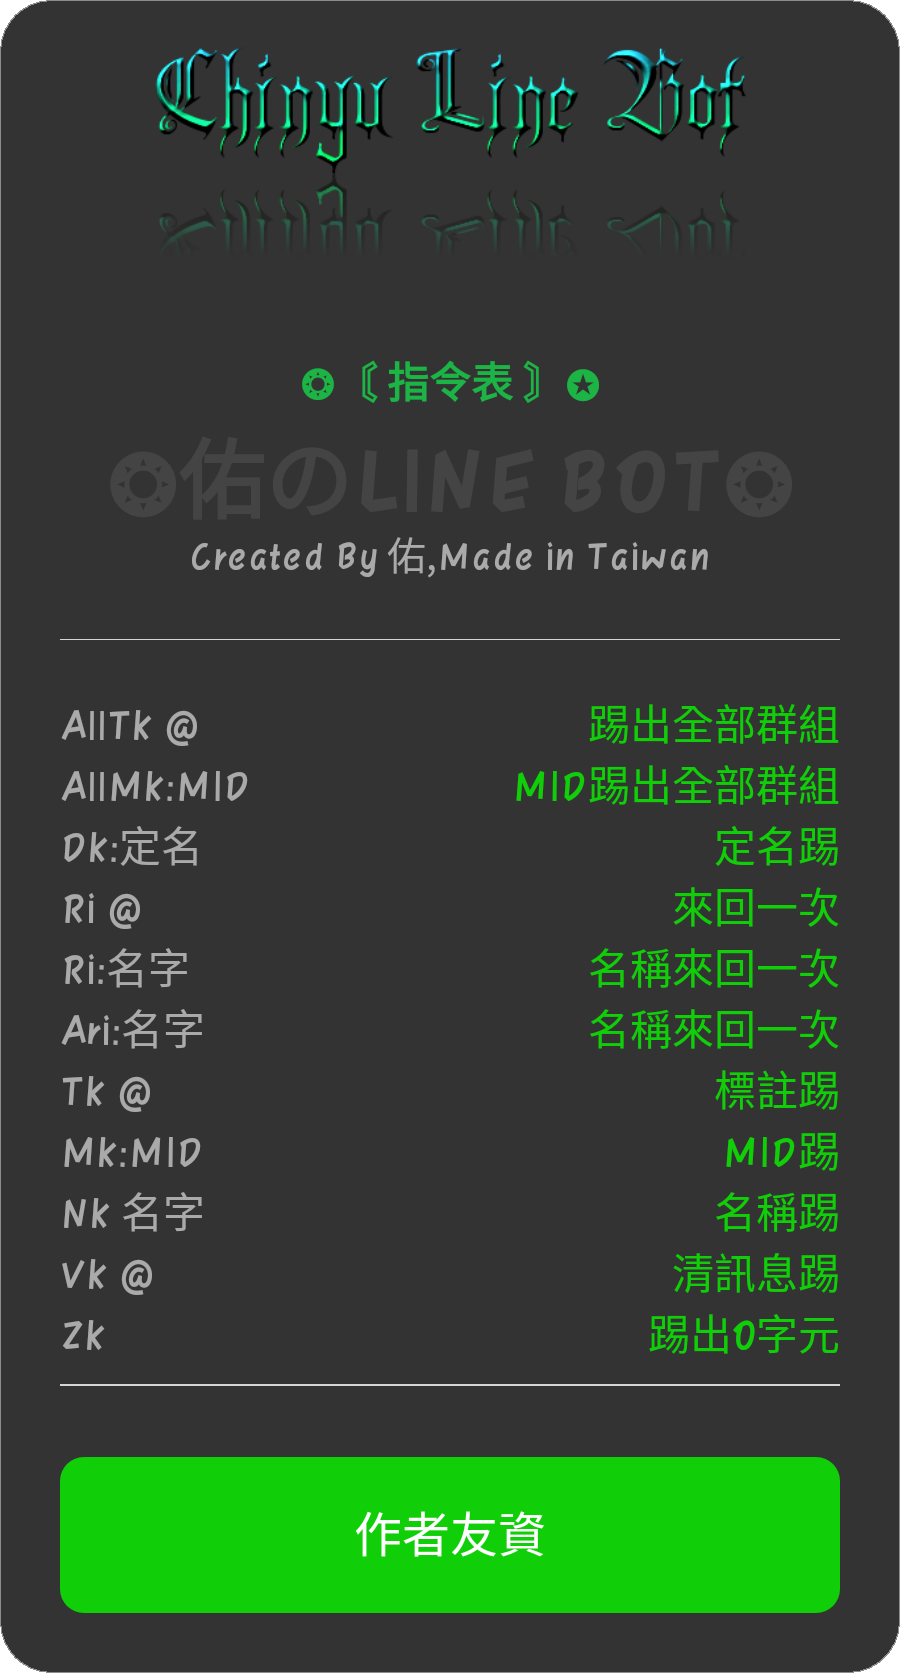 Chinyu Line Bot
❂〘指令表〙✪
❂佑のLINE BOT❂
Created By 佑,Made in Taiwan
AllTk @ 踢出全部群組
AllMk:MID MID踢出全部群組
Dk:定名 定名踢
Ri @ 來回一次
Ri:名字 名稱來回一次
Ari:名字 名稱來回一次
Tk @ 標註踢
Mk:MID MID踢
Nk 名字 名稱踢
Vk @ 清訊息踢
Zk 踢出0字元
作者友資